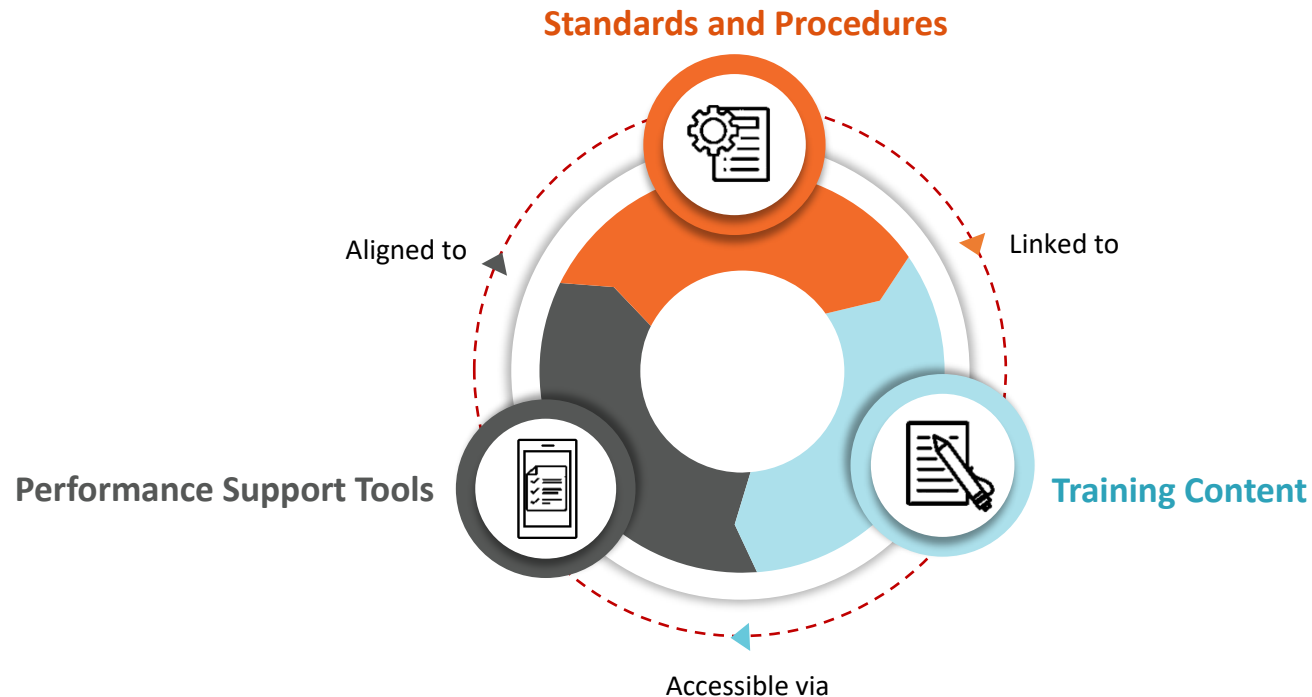 Standards and Procedures
Aligned to
Linked to
Performance Support Tools
Training Content
Accessible via